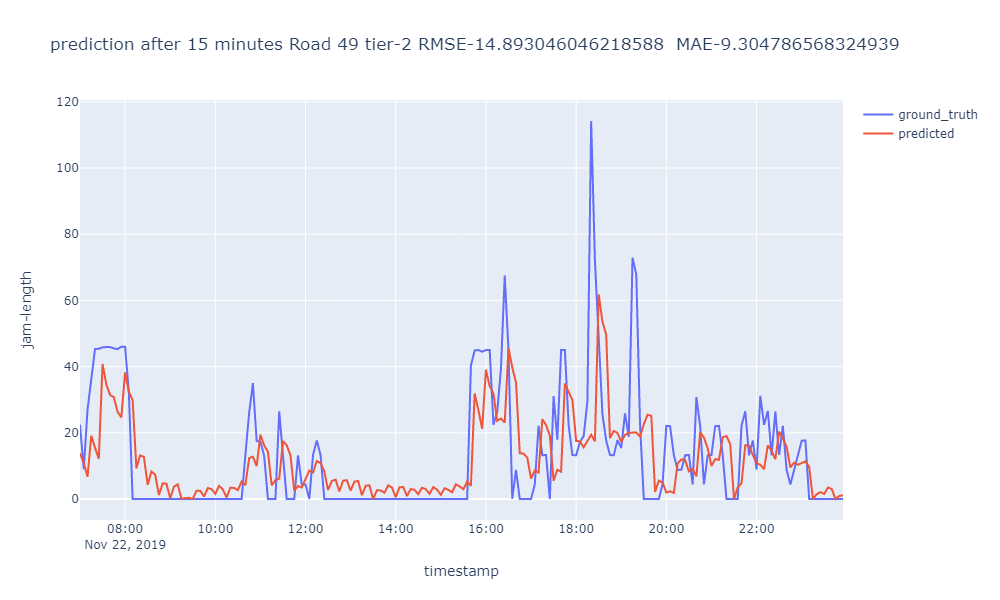 prediction after 15 minutes Road 49 tier-2 RMSE-14.893046046218588  MAE-9.304786568324939
ground_truth
predicted
jam-length
120
100
80
60
40
20
0
08:00 10:00 12:00 14:00 16:00 18:00 20:00 22:00
Nov 22, 2019
timestamp